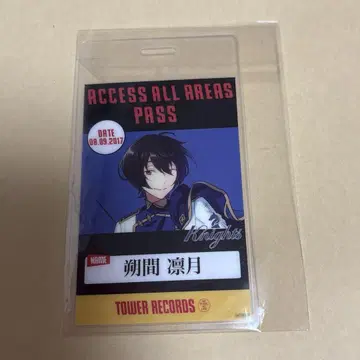 ACCESS ALL AREAS
PASS
DATE
08.09.2017
Knights
NAME
朔間 凛月
TOWER RECORDS